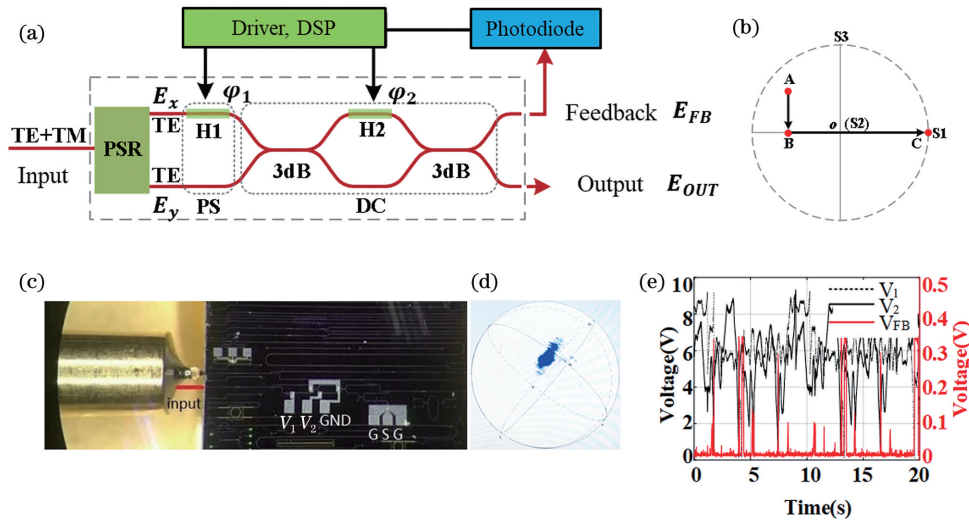 (a)
Driver, DSP
Photodiode
E_x
φ_1
φ_2
TE
H1
H2
Feedback E_FB
TE+TM
PSR
Input
3dB
3dB
TE
E_y
PS
DC
Output E_OUT
(b)
S3
A
o (S2)
B
C
S1
(c)
input
V_1 V_2 GND
G S G
(d)
(e)
10
8
6
4
2
0
Voltage(V)
V_1
V_2
V_FB
0.5
0.4
0.3
0.2
0.1
0
Voltage(V)
0 5 10 15 20
Time(s)